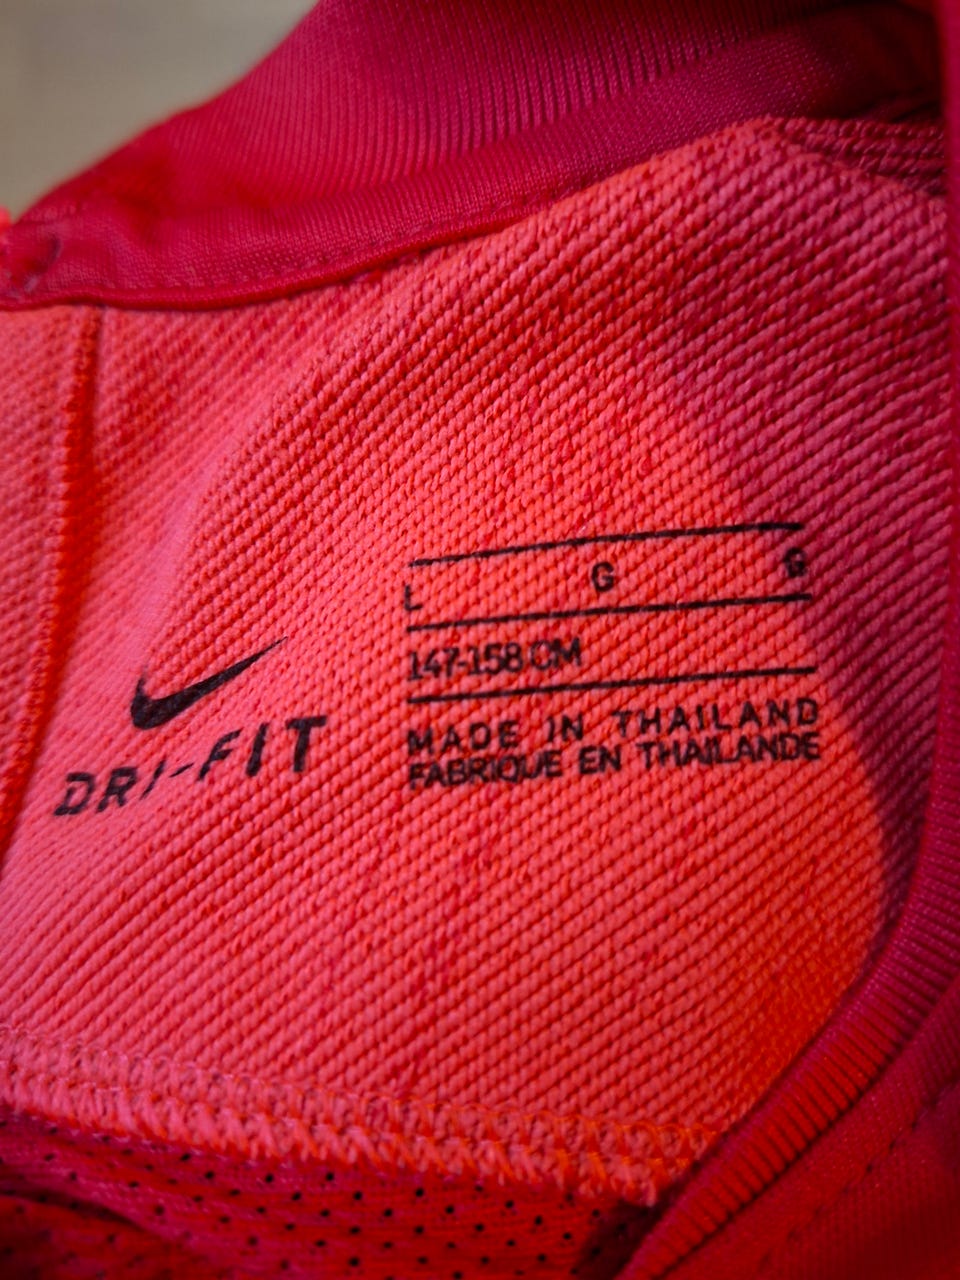 DRI-FIT
L G G
147-158 CM
MADE IN THAILAND
FABRIQUE EN THAILANDE